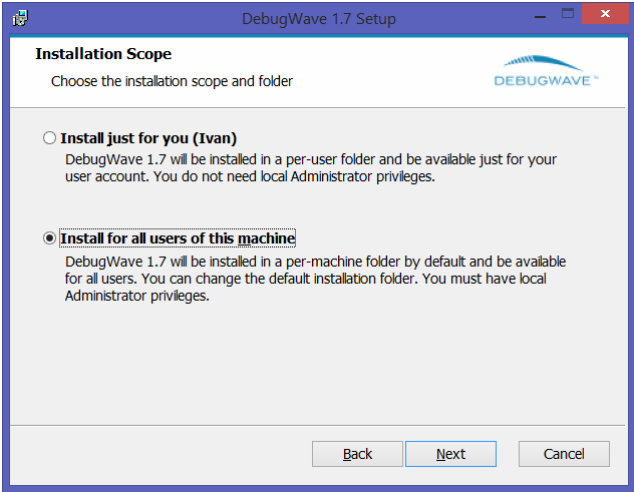 DebugWave 1.7 Setup
Installation Scope
Choose the installation scope and folder
DEBUGWAVE™
Install just for you (Ivan)
DebugWave 1.7 will be installed in a per-user folder and be available just for your
user account. You do not need local Administrator privileges.
Install for all users of this machine
DebugWave 1.7 will be installed in a per-machine folder by default and be available
for all users. You can change the default installation folder. You must have local
Administrator privileges.
Back Next Cancel